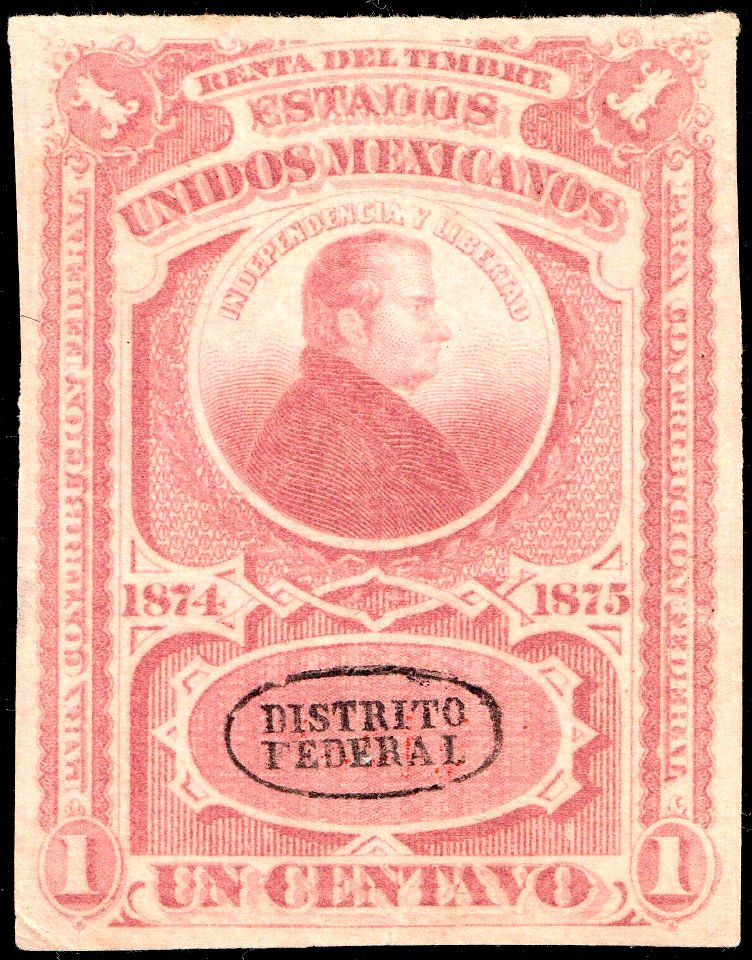 RENTA DEL TIMBRE
ESTADOS
UNIDOS MEXICANOS
INDEPENDENCIA Y LIBERTAD
PARA CONTRIBUCION FEDERAL
PARA CONTRIBUCION FEDERAL
1874
1875
DISTRITO
FEDERAL
1
UN CENTAVO
1